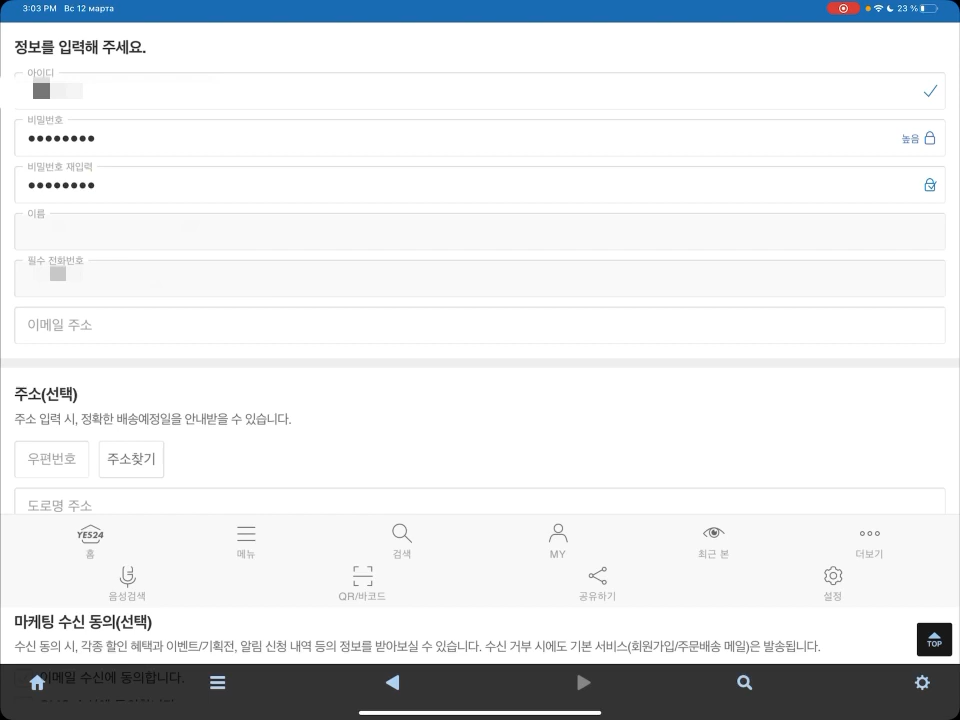 3:03 PM Вс 12 марта 23 %
정보를 입력해 주세요.
아이디
비밀번호
●●●●●●●● 높음
비밀번호 재입력
●●●●●●●●
이름
필수 전화번호
이메일 주소
주소(선택)
주소 입력 시, 정확한 배송예정일을 안내받을 수 있습니다.
우편번호 주소찾기
도로명 주소
YES24
홈 메뉴 검색 MY 최근 본 더보기
음성검색 QR/바코드 공유하기 설정
마케팅 수신 동의(선택)
수신 동의 시, 각종 할인 혜택과 이벤트/기획전, 알림 신청 내역 등의 정보를 받아보실 수 있습니다. 수신 거부 시에도 기본 서비스(회원가입/주문배송 메일)은 발송됩니다.
TOP
이메일 수신에 동의합니다.